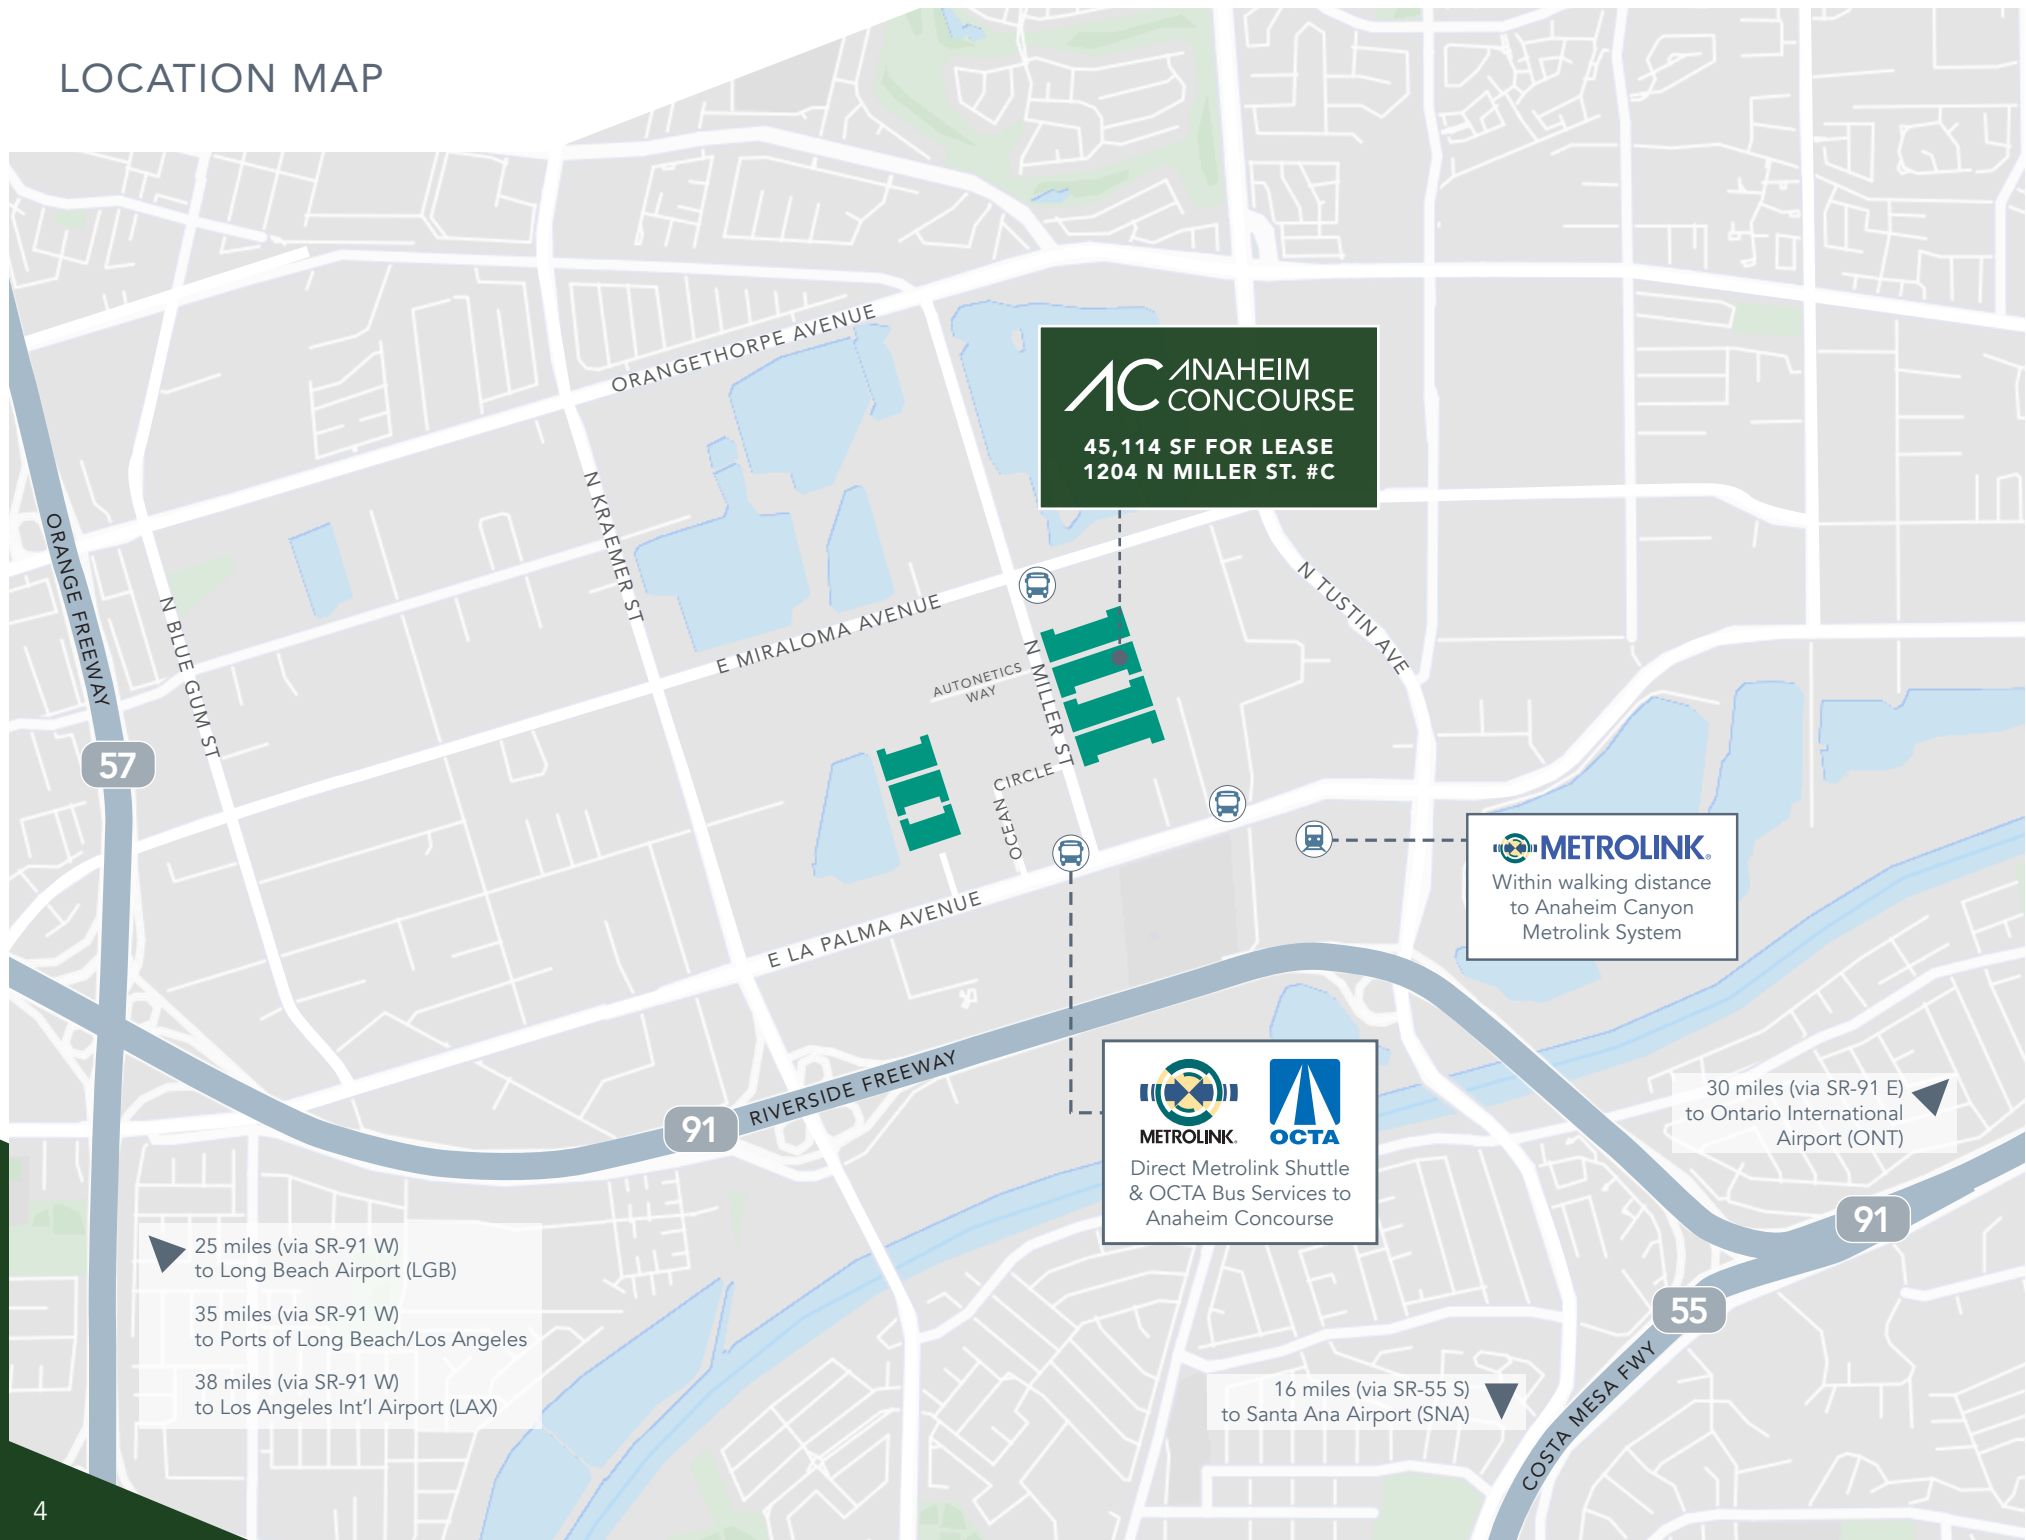 LOCATION MAP
ORANGETHORPE AVENUE
AC ANAHEIM
CONCOURSE
45,114 SF FOR LEASE
1204 N MILLER ST. #C
N KRAEMER ST
ORANGE FREEWAY
N BLUE GUM ST
N TUSTIN AVE
E MIRALOMA AVENUE
AUTONETICS
WAY
N MILLER ST
57
CIRCLE
OCEAN
METROLINK
Within walking distance
to Anaheim Canyon
Metrolink System
E LA PALMA AVENUE
RIVERSIDE FREEWAY
91
METROLINK
OCTA
Direct Metrolink Shuttle
& OCTA Bus Services to
Anaheim Concourse
30 miles (via SR-91 E)
to Ontario International
Airport (ONT)
91
25 miles (via SR-91 W)
to Long Beach Airport (LGB)
35 miles (via SR-91 W)
to Ports of Long Beach/Los Angeles
38 miles (via SR-91 W)
to Los Angeles Int'l Airport (LAX)
55
16 miles (via SR-55 S)
to Santa Ana Airport (SNA)
COSTA MESA FWY
4